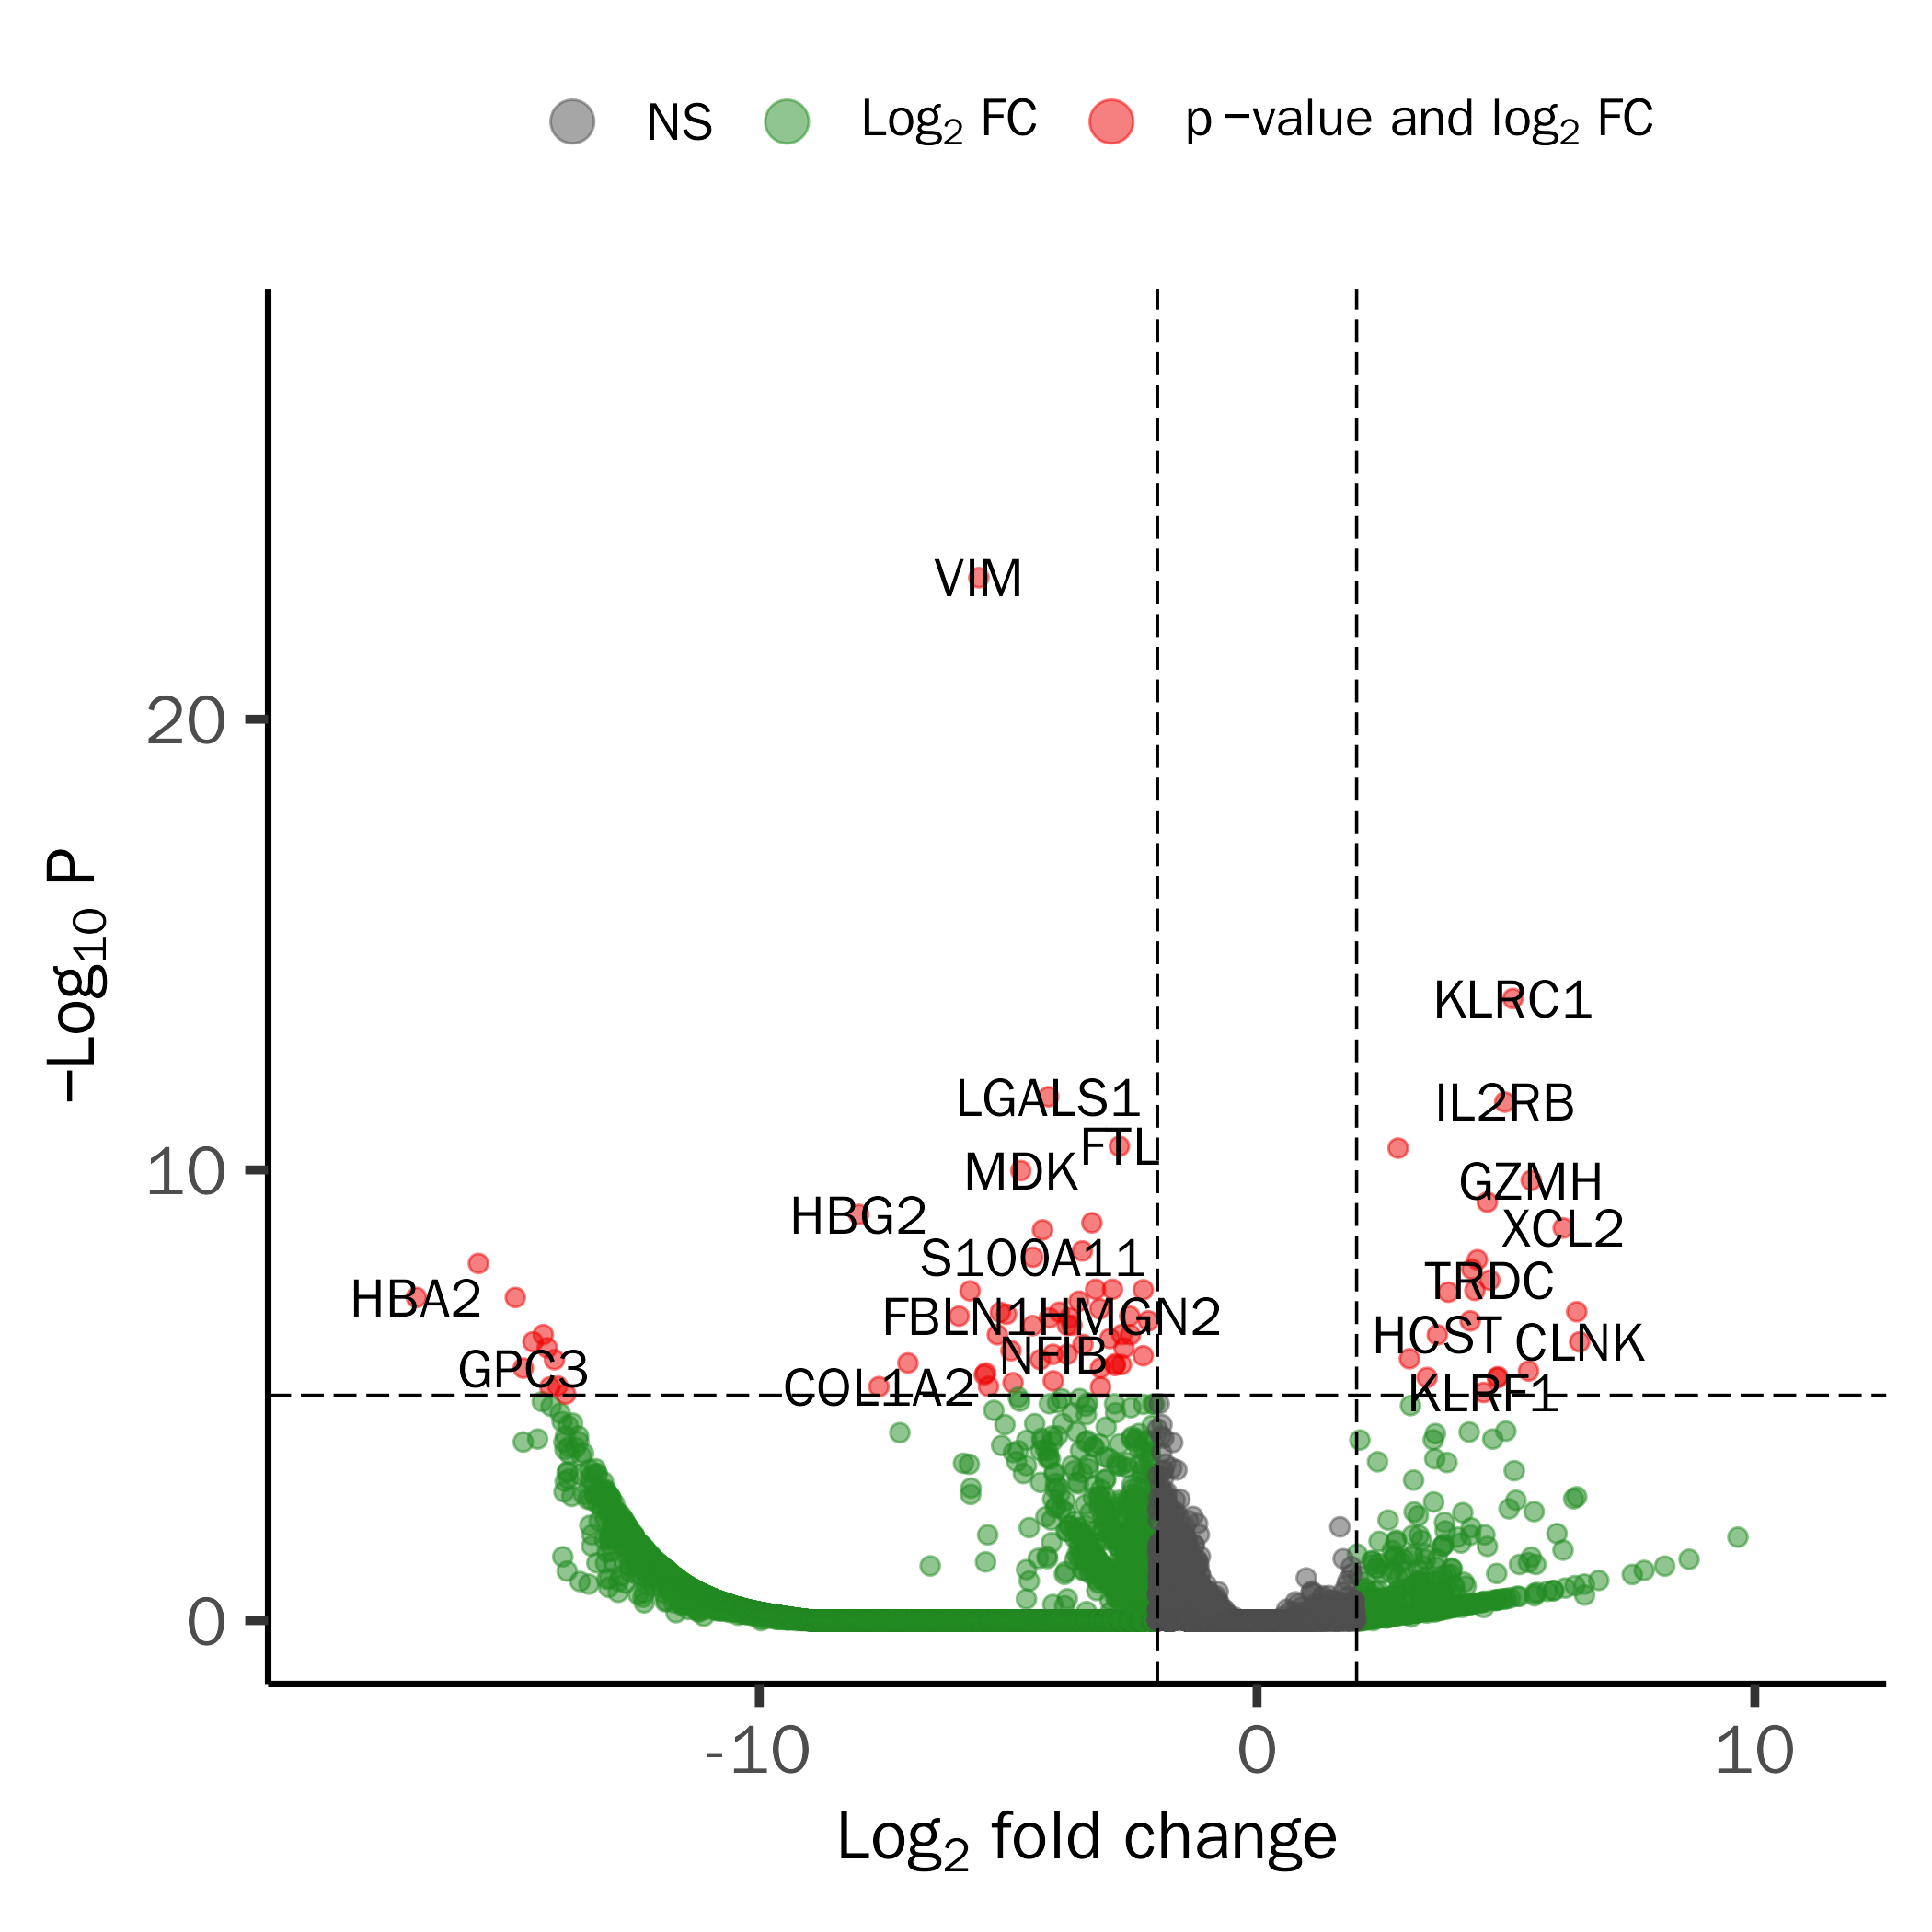 NS Log₂ FC p −value and log₂ FC
−Log₁₀ P
20
10
0
VIM
KLRC1
LGALS1
IL2RB
FTL
MDK
GZMH
HBG2
XCL2
S100A11
TRDC
HBA2
FBLN1
HMGN2
HCST
CLNK
NFIB
GPC3
COL1A2
KLRF1
-10 0 10
Log₂ fold change